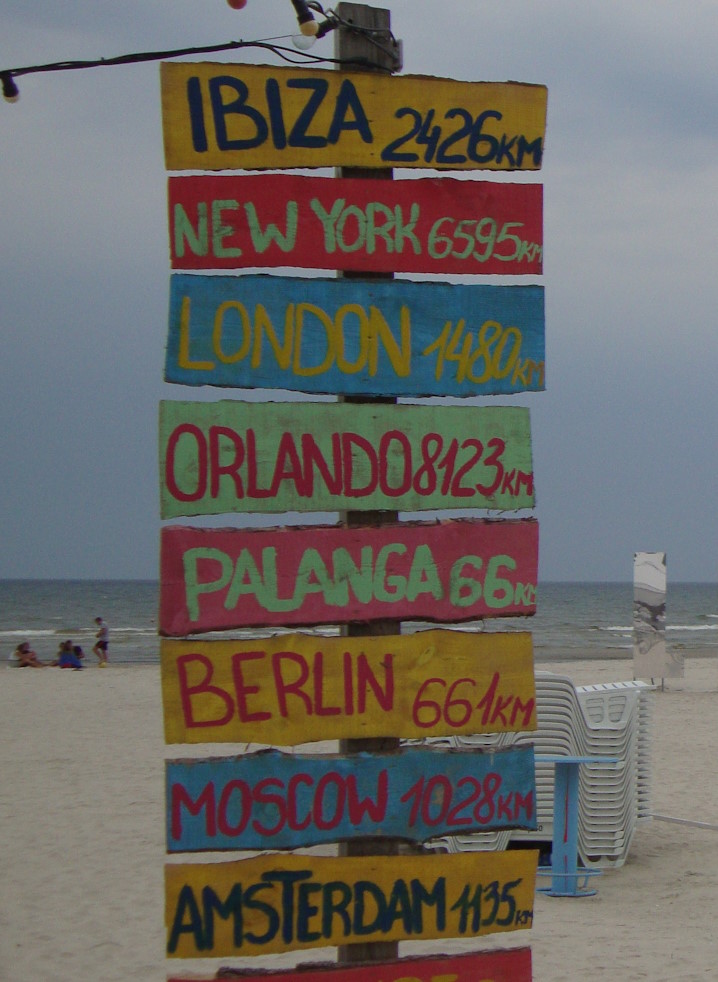 IBIZA 2426KM
NEW YORK 6595KM
LONDON 1480KM
ORLANDO 8123KM
PALANGA 66KM
BERLIN 661KM
MOSCOW 1028KM
AMSTERDAM 1135KM